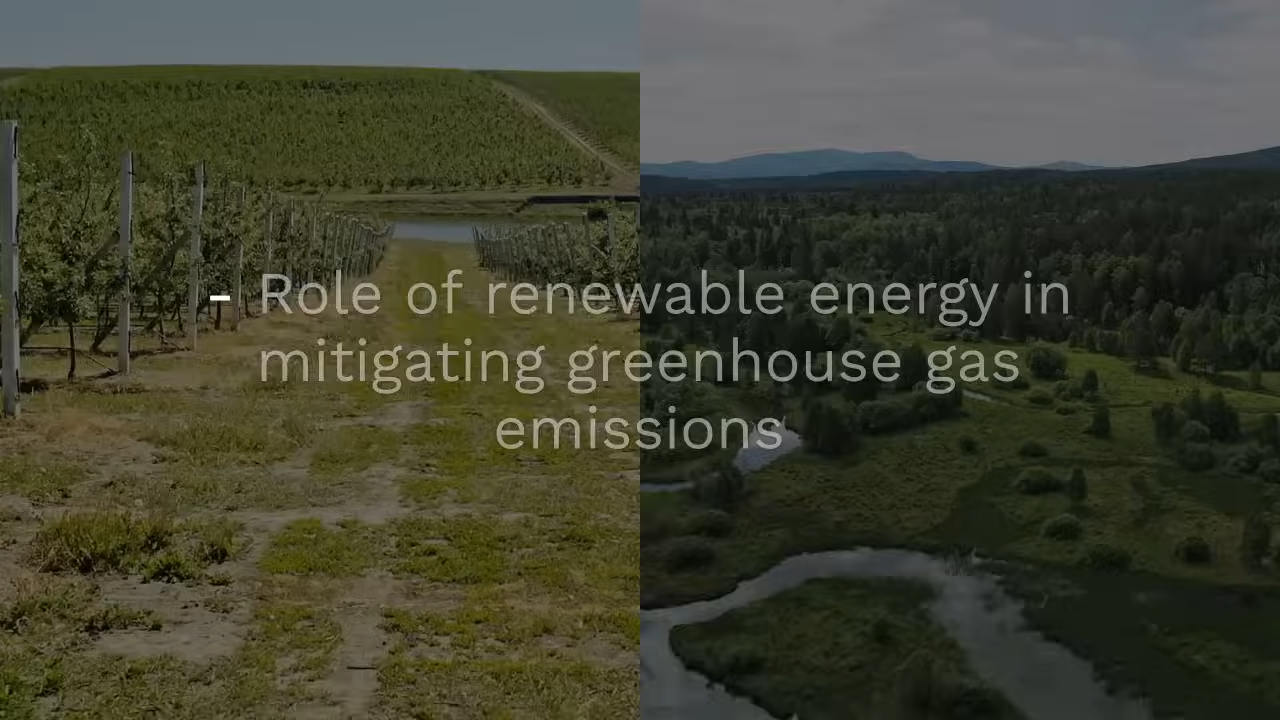 - Role of renewable energy in
mitigating greenhouse gas
emissions